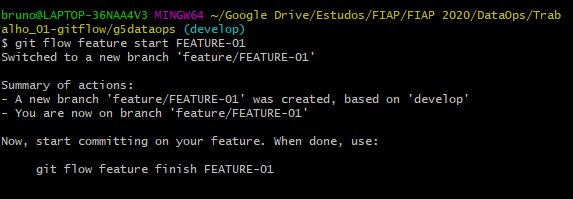 bruno@LAPTOP-36NAA4V3 MINGW64 ~/Google Drive/Estudos/FIAP/FIAP 2020/DataOps/Trab
alho_01-gitflow/g5dataops (develop)
$ git flow feature start FEATURE-01
Switched to a new branch 'feature/FEATURE-01'
Summary of actions:
- A new branch 'feature/FEATURE-01' was created, based on 'develop'
- You are now on branch 'feature/FEATURE-01'
Now, start committing on your feature. When done, use:
git flow feature finish FEATURE-01